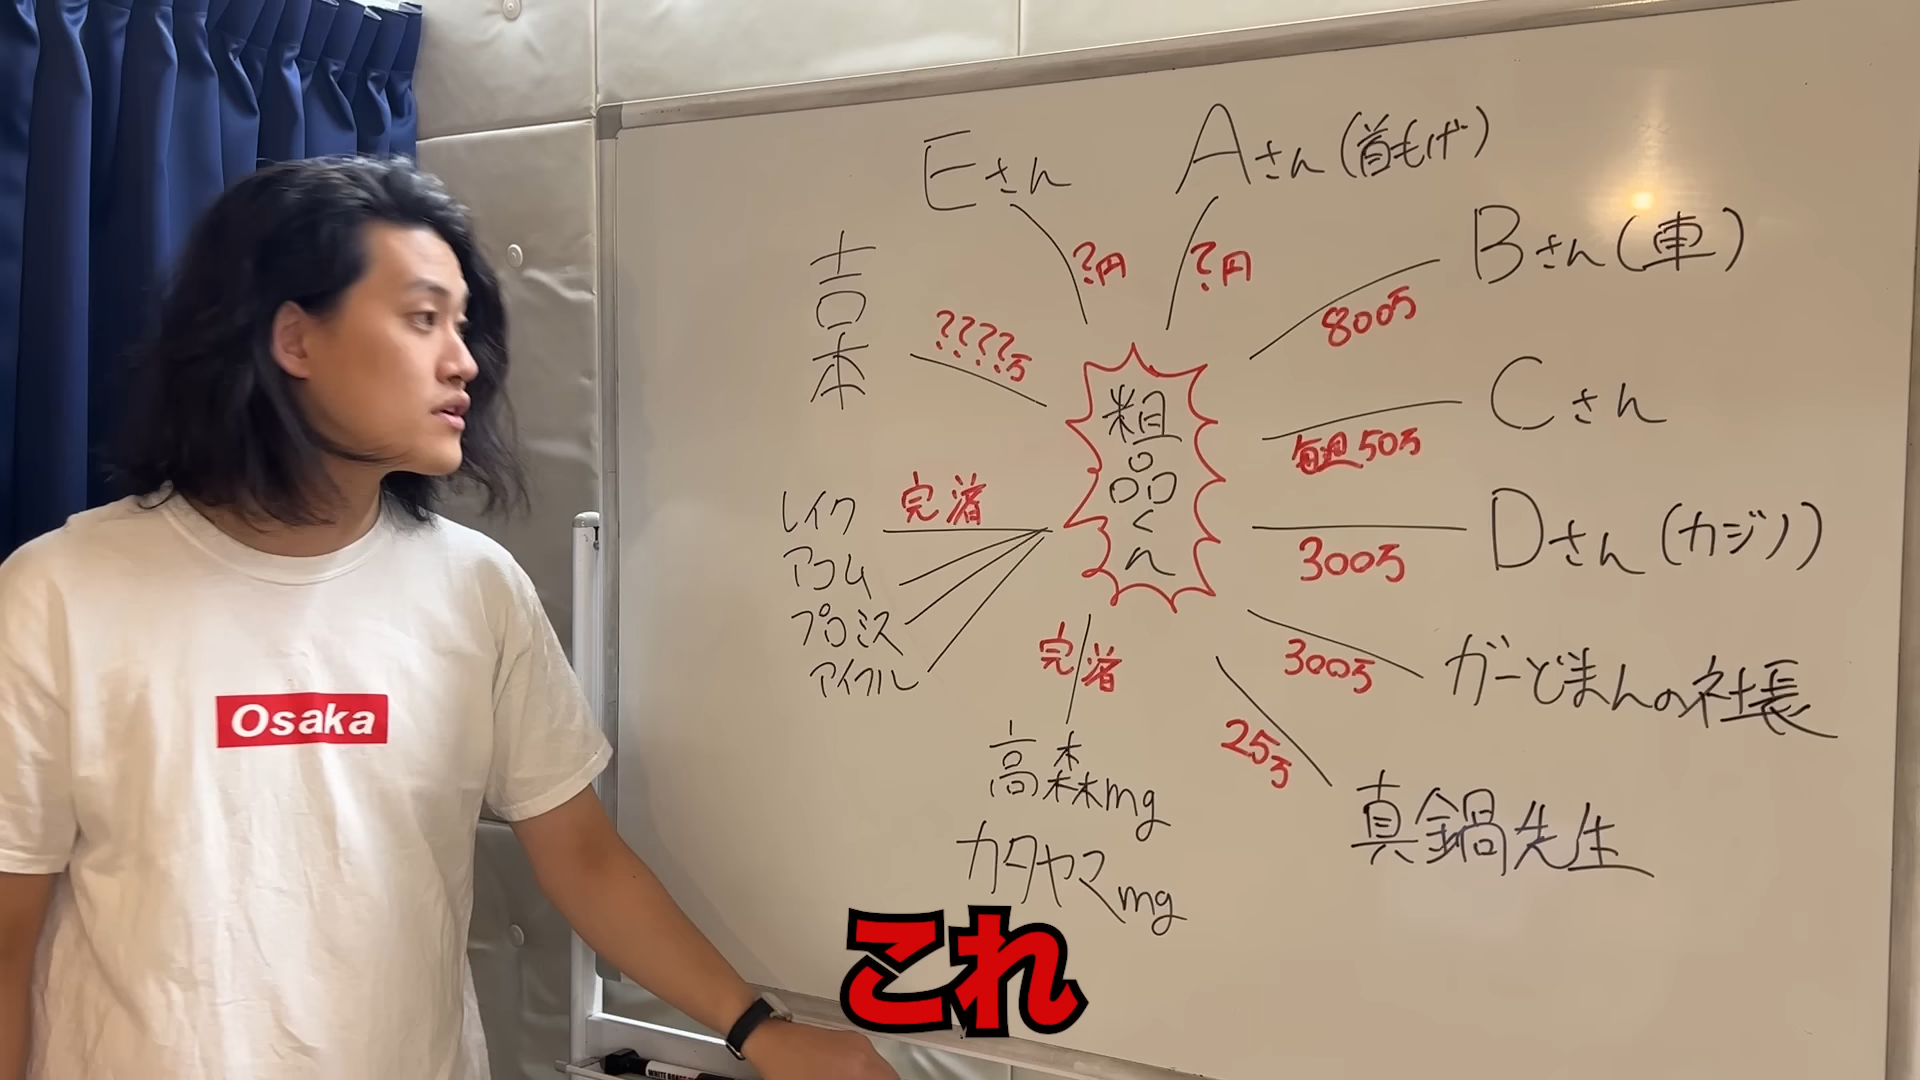 Eさん
?円
Aさん(首もげ)
?円
Bさん(車)
800万
吉本
????万
粗品くん
Cさん
毎週50万
レイク
完済
アコム
プロミス
アイフル
Dさん(カジノ)
300万
ガーどまんの社長
300万
完済
高森mg
カタヤマmg
25万
真鍋先生
Osaka
これ
WHITE BOARD